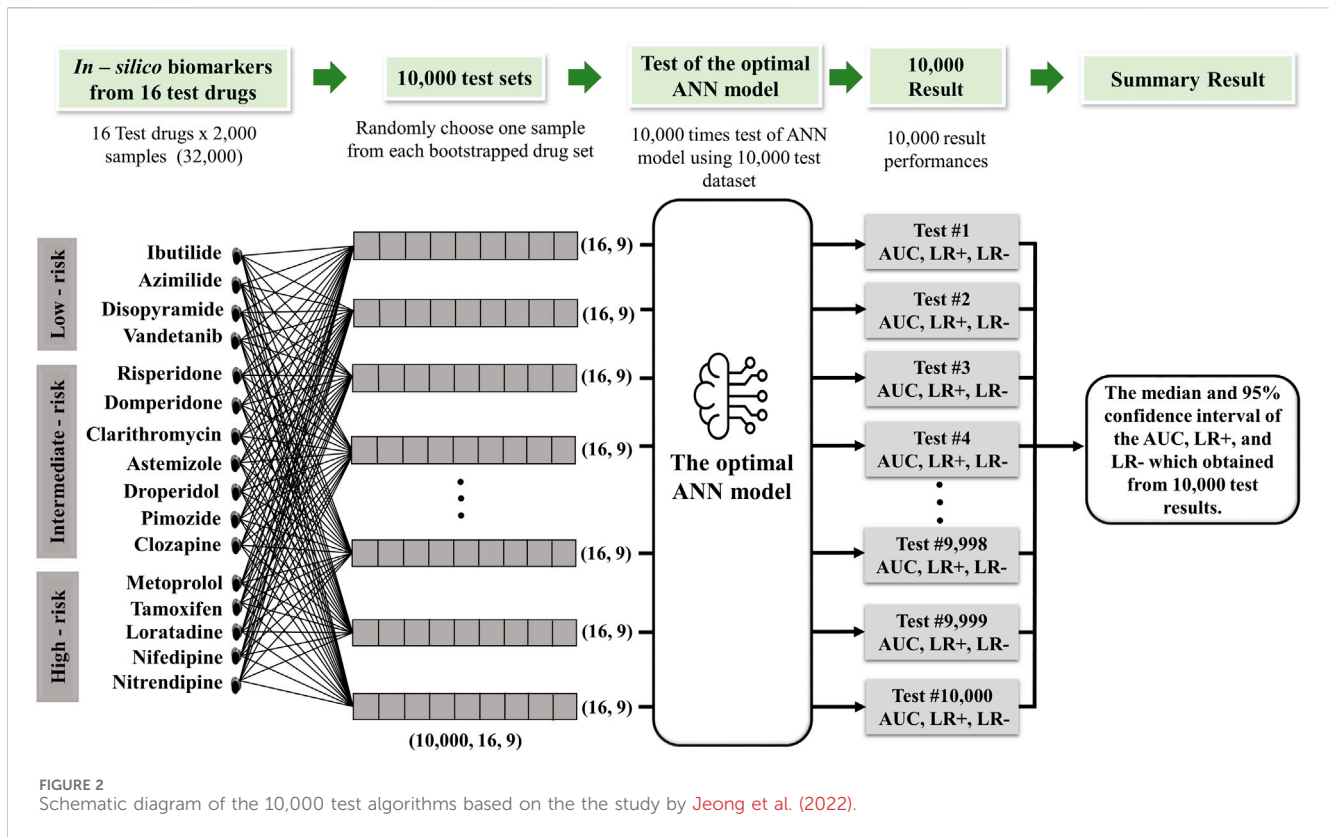 In – silico biomarkers
from 16 test drugs
10,000 test sets
Test of the optimal
ANN model
10,000
Result
Summary Result
16 Test drugs x 2,000
samples (32,000)
Randomly choose one sample
from each bootstrapped drug set
10,000 times test of ANN
model using 10,000 test
dataset
10,000 result
performances
Low - risk
Ibutilide
Azimilide
Disopyramide
Vandetanib
Intermediate - risk
Risperidone
Domperidone
Clarithromycin
Astemizole
Droperidol
Pimozide
Clozapine
High - risk
Metoprolol
Tamoxifen
Loratadine
Nifedipine
Nitrendipine
(16, 9)
(16, 9)
(16, 9)
(16, 9)
(16, 9)
(16, 9)
(16, 9)
(10,000, 16, 9)
The optimal
ANN model
Test #1
AUC, LR+, LR-
Test #2
AUC, LR+, LR-
Test #3
AUC, LR+, LR-
Test #4
AUC, LR+, LR-
Test #9,998
AUC, LR+, LR-
Test #9,999
AUC, LR+, LR-
Test #10,000
AUC, LR+, LR-
The median and 95%
confidence interval of
the AUC, LR+, and
LR- which obtained
from 10,000 test
results.
FIGURE 2
Schematic diagram of the 10,000 test algorithms based on the the study by Jeong et al. (2022).